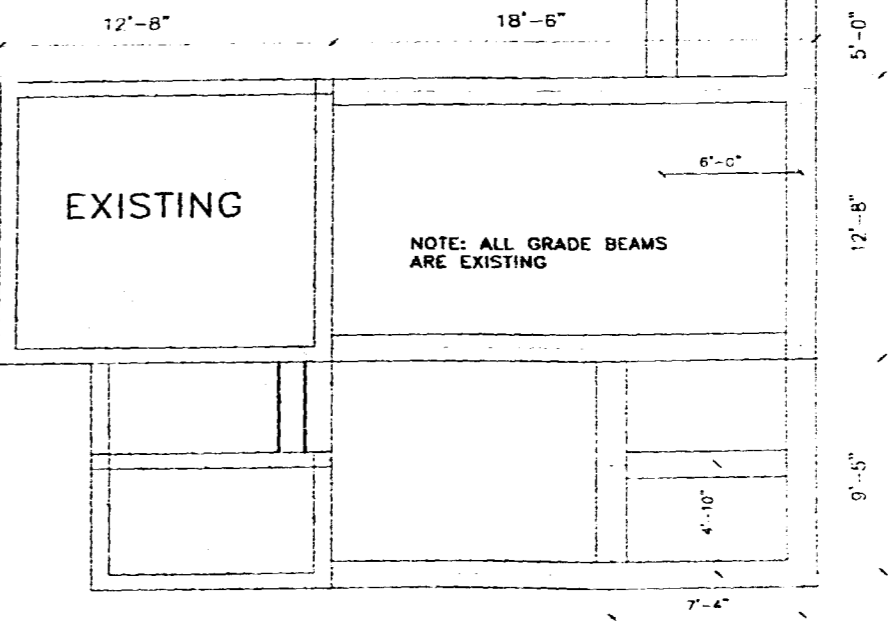 12'-8"
18'-6"
5'-0"
6'-0"
EXISTING
12'-8"
NOTE: ALL GRADE BEAMS
ARE EXISTING
9'-5"
4'-10"
7'-4"